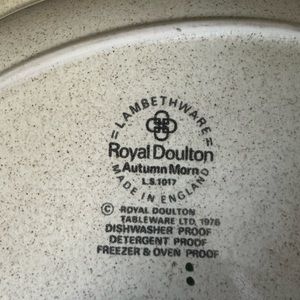 = LAMBETHWARE =
Royal Doulton
Autumn Morn
L.S.1017
MADE IN ENGLAND
© ROYAL DOULTON
TABLEWARE LTD, 1978
DISHWASHER PROOF
DETERGENT PROOF
FREEZER & OVEN PROOF